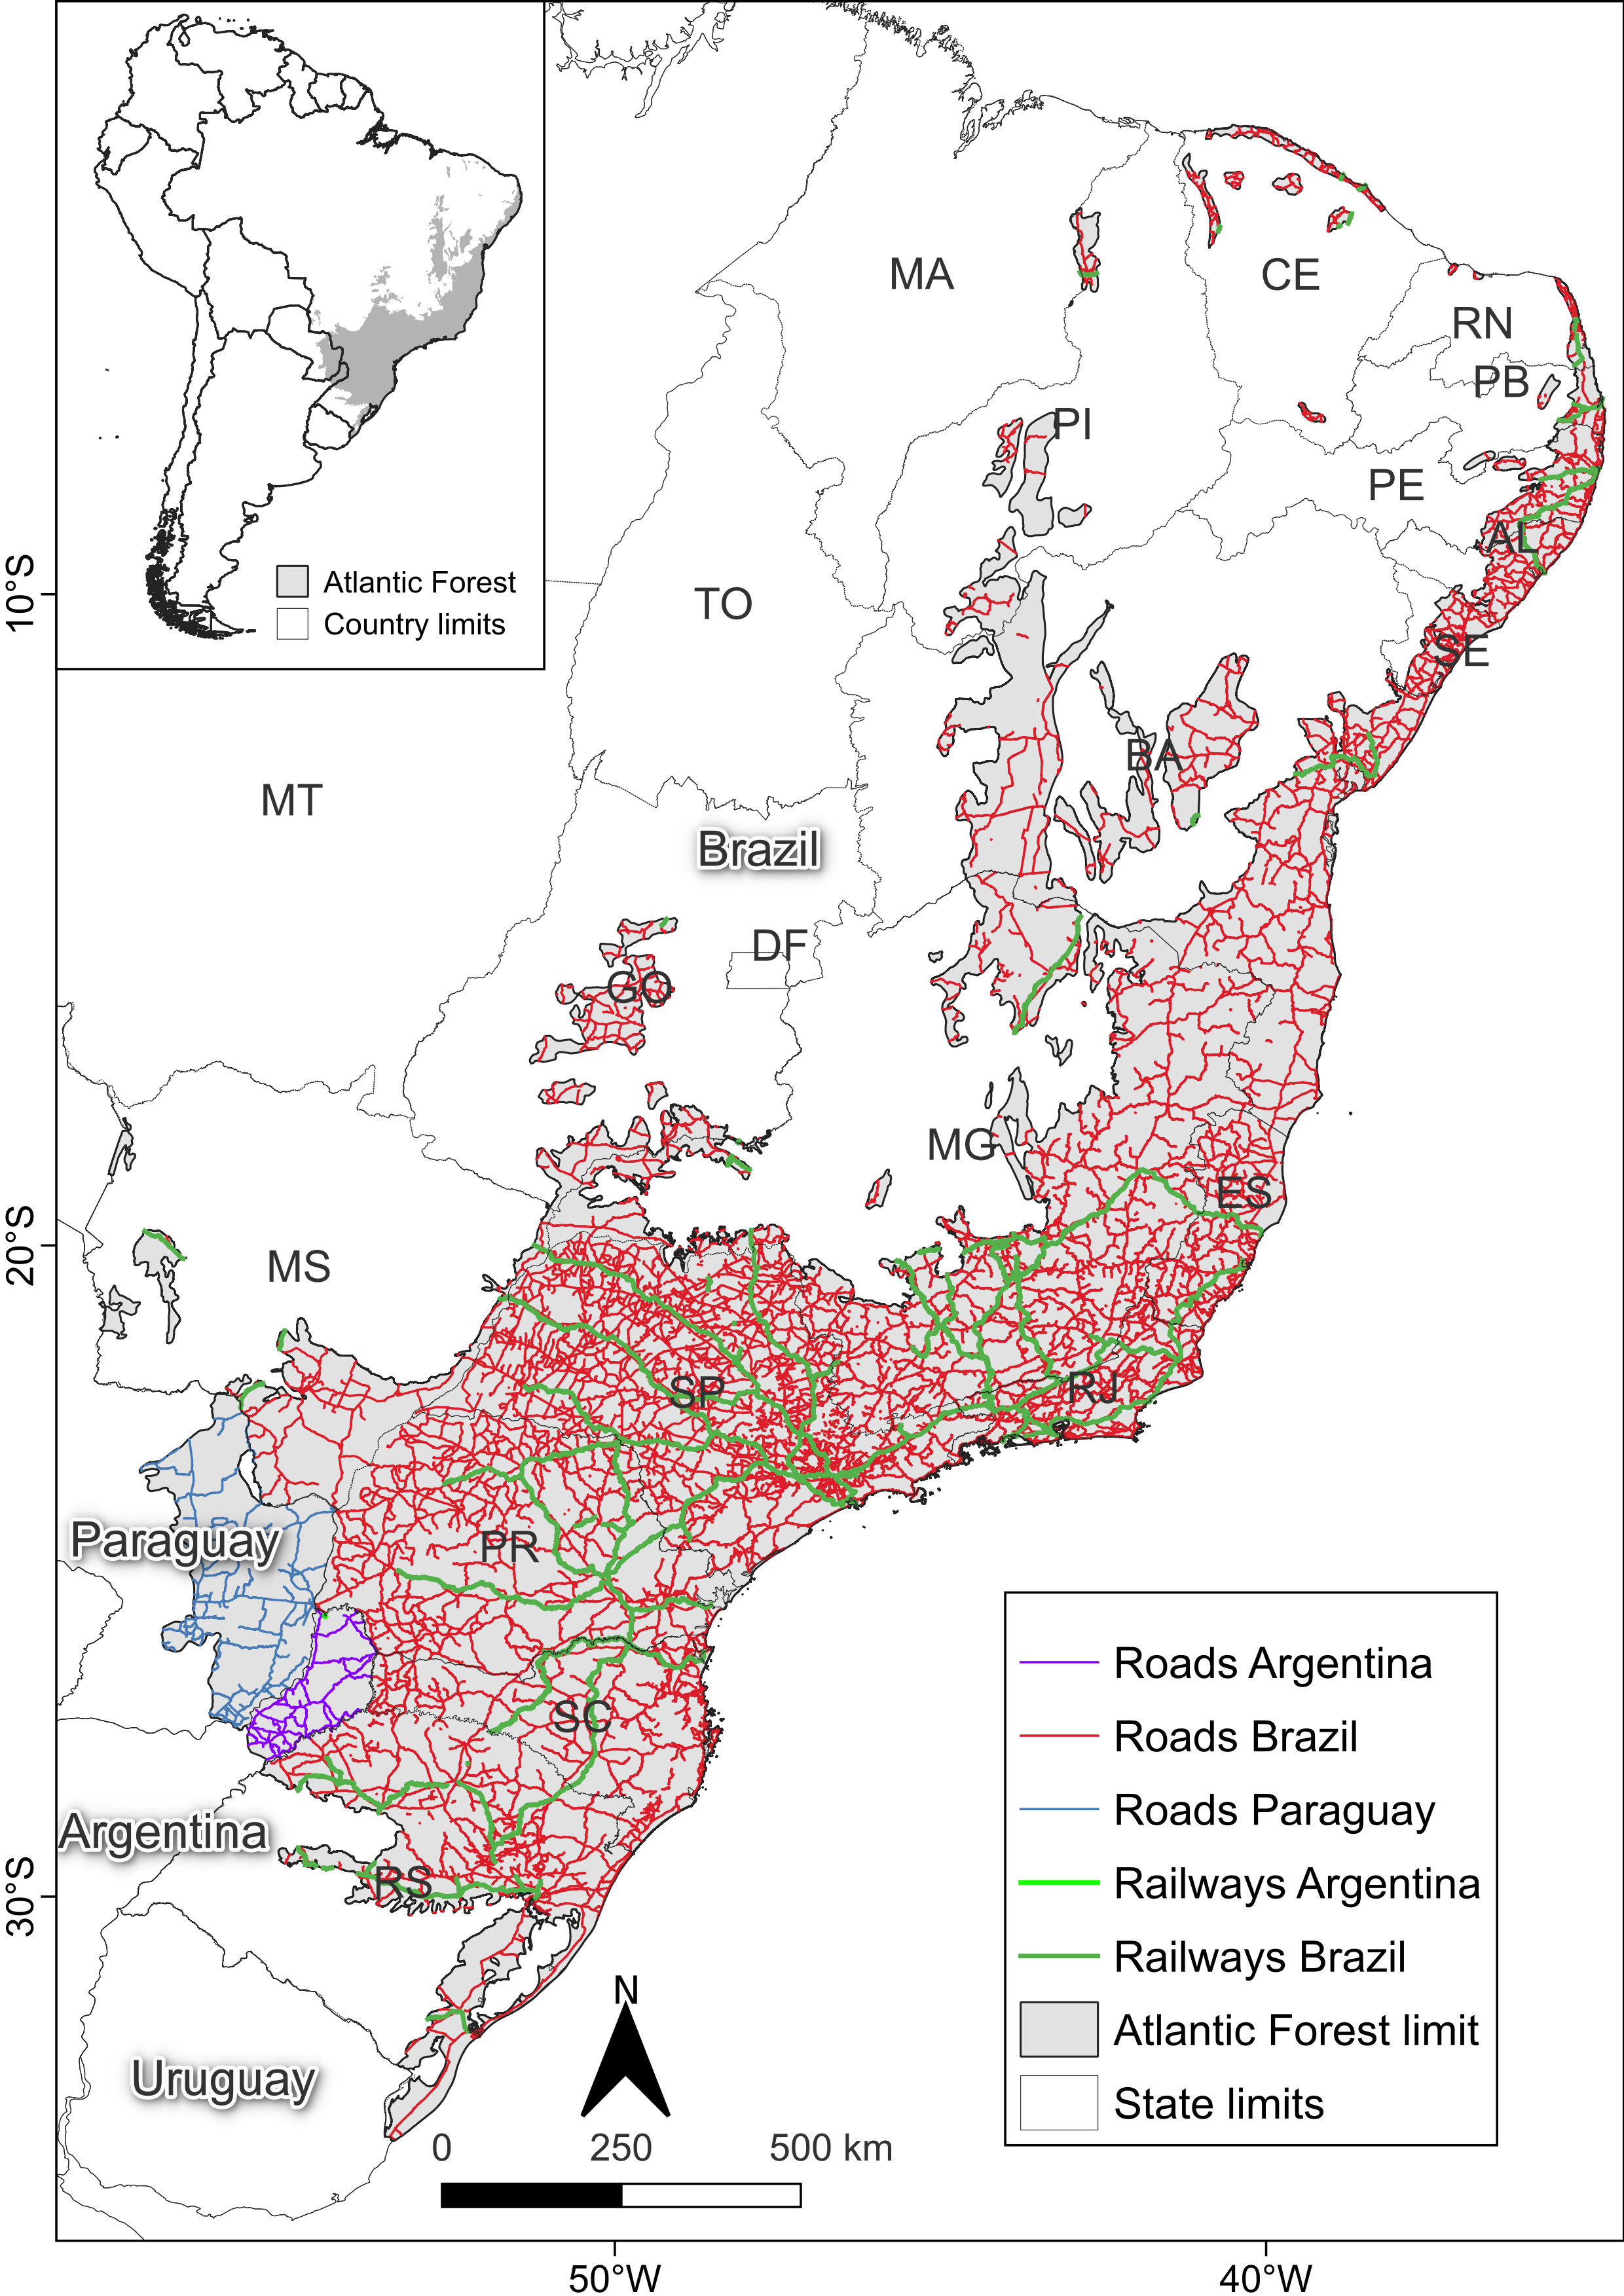 Atlantic Forest
Country limits
MA
CE
RN
PB
PI
PE
AL
TO
SE
BA
MT
Brazil
DF
GO
MG
ES
MS
SP
RJ
Paraguay
PR
SC
Argentina
RS
Uruguay
Roads Argentina
Roads Brazil
Roads Paraguay
Railways Argentina
Railways Brazil
Atlantic Forest limit
State limits
N
0 250 500 km
10°S
20°S
30°S
50°W 40°W